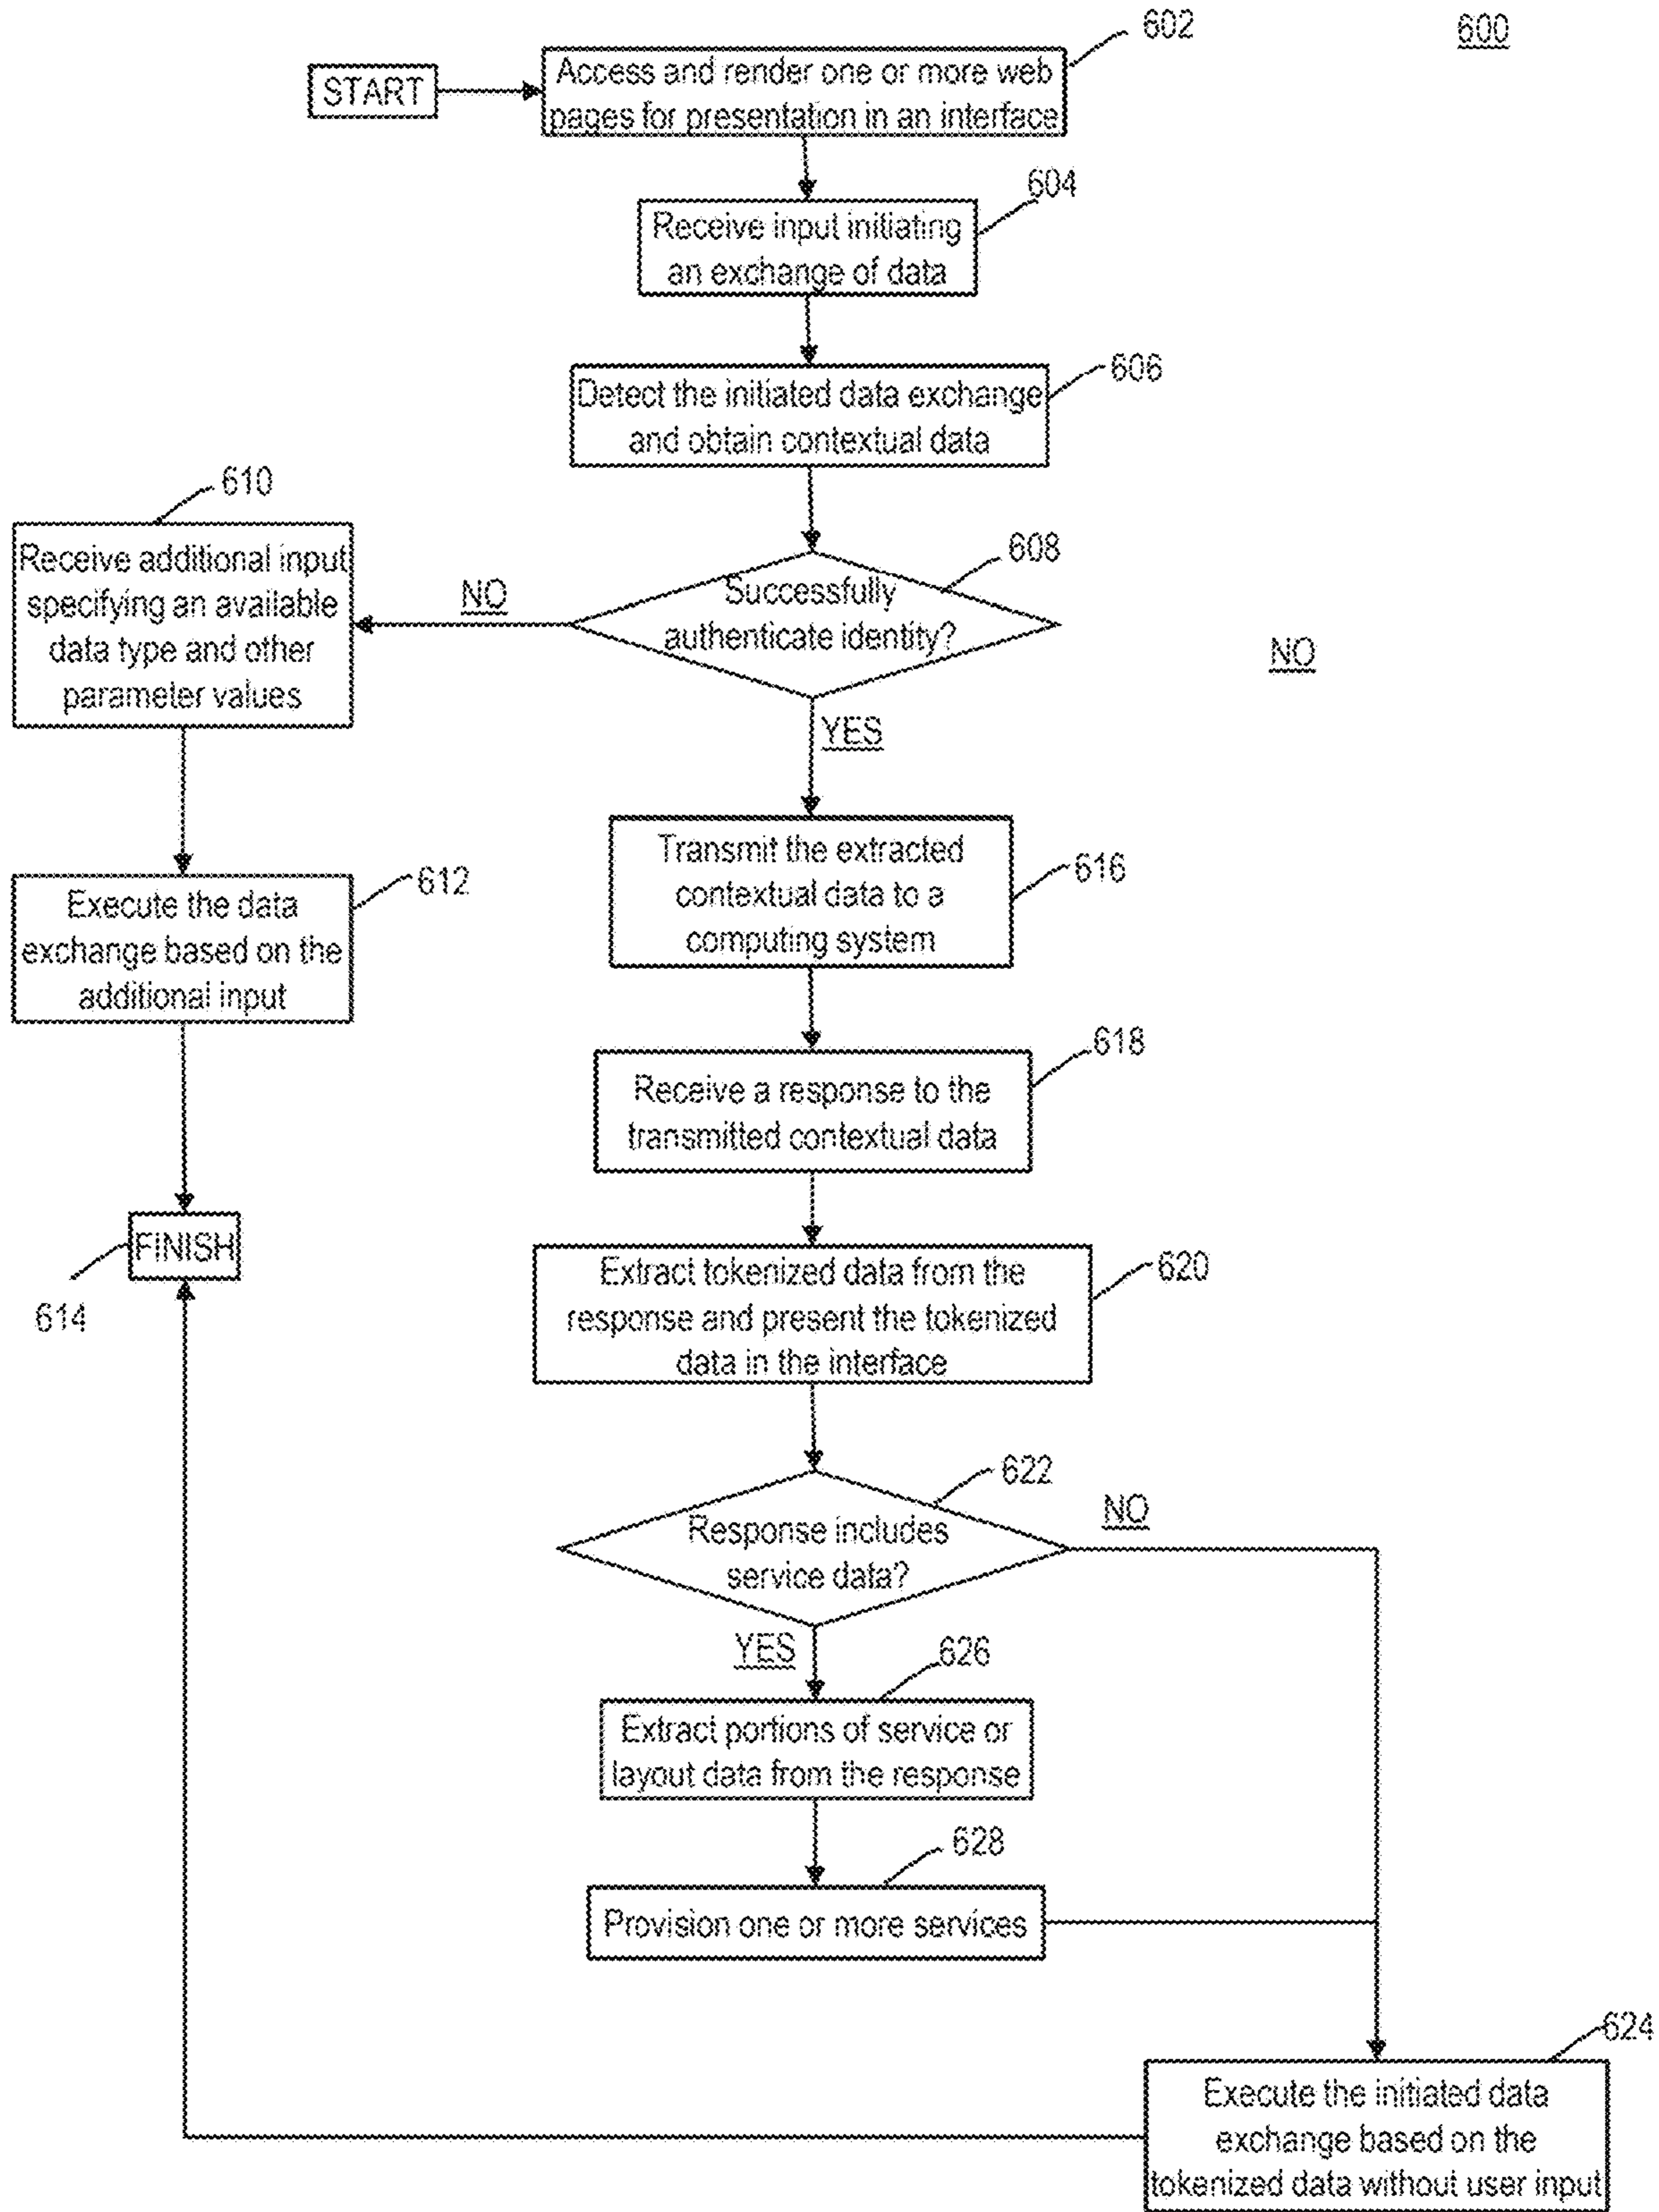 600
START
602
Access and render one or more web
pages for presentation in an interface
604
Receive input initiating
an exchange of data
606
Detect the initiated data exchange
and obtain contextual data
608
Successfully
authenticate identity?
NO
NO
YES
610
Receive additional input
specifying an available
data type and other
parameter values
612
Execute the data
exchange based on the
additional input
FINISH
614
616
Transmit the extracted
contextual data to a
computing system
618
Receive a response to the
transmitted contextual data
620
Extract tokenized data from the
response and present the tokenized
data in the interface
622
Response includes
service data?
NO
YES
626
Extract portions of service or
layout data from the response
628
Provision one or more services
624
Execute the initiated data
exchange based on the
tokenized data without user input